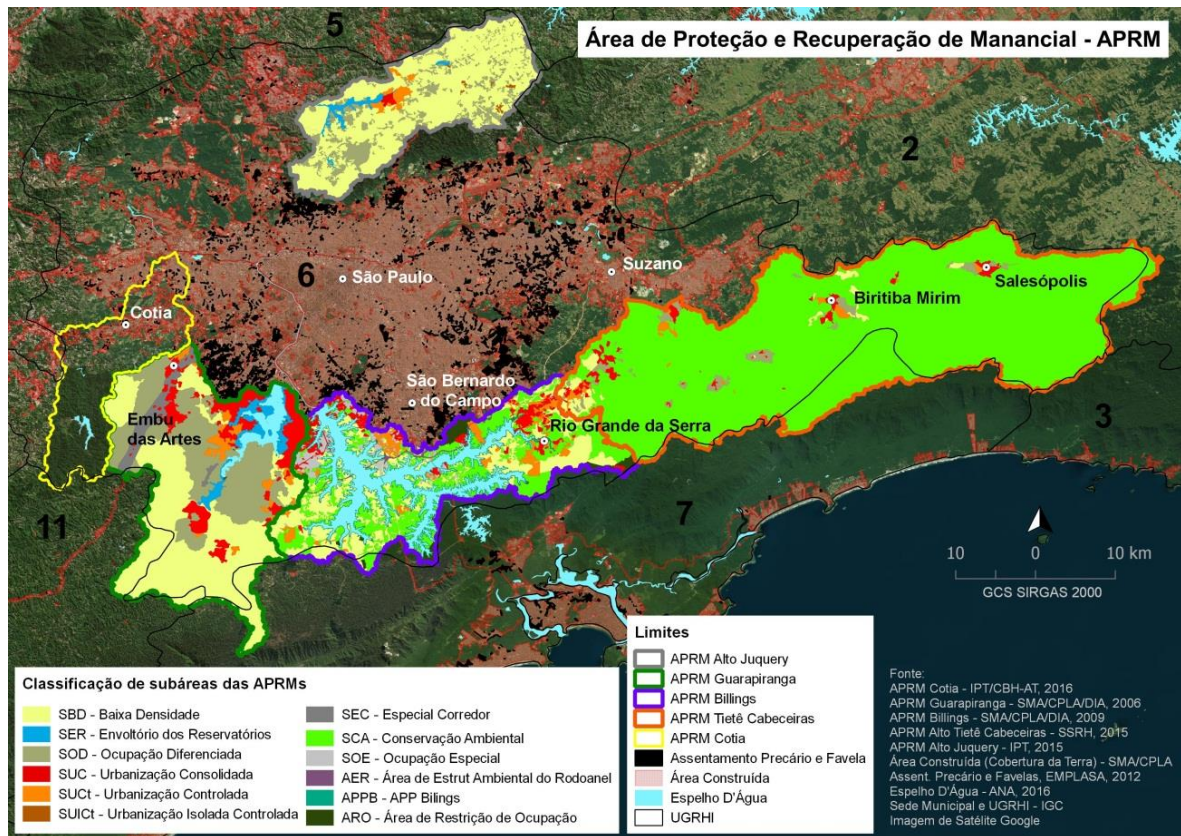 Área de Proteção e Recuperação de Manancial - APRM
5
2
6
São Paulo
Suzano
Salesópolis
Biritiba Mirim
Cotia
São Bernardo
do Campo
Embu
das Artes
Rio Grande da Serra
3
7
11
10 0 10 km
GCS SIRGAS 2000
Classificação de subáreas das APRMs
SBD - Baixa Densidade
SER - Envoltório dos Reservatórios
SOD - Ocupação Diferenciada
SUC - Urbanização Consolidada
SUCt - Urbanização Controlada
SUICt - Urbanização Isolada Controlada
SEC - Especial Corredor
SCA - Conservação Ambiental
SOE - Ocupação Especial
AER - Área de Estrut Ambiental do Rodoanel
APPB - APP Bilings
ARO - Área de Restrição de Ocupação
Limites
APRM Alto Juquery
APRM Guarapiranga
APRM Billings
APRM Tietê Cabeceiras
APRM Cotia
Assentamento Precário e Favela
Área Construída
Espelho D'Água
UGRHI
Fonte:
APRM Cotia - IPT/CBH-AT, 2016
APRM Guarapiranga - SMA/CPLA/DIA, 2006
APRM Billings - SMA/CPLA/DIA, 2009
APRM Alto Tietê Cabeceiras - SSRH, 2015
APRM Alto Juquery - IPT, 2015
Área Construída (Cobertura da Terra) - SMA/CPLA
Assent. Precário e Favelas, EMPLASA, 2012
Espelho D'Água - ANA, 2016
Sede Municipal e UGRHI - IGC
Imagem de Satélite Google